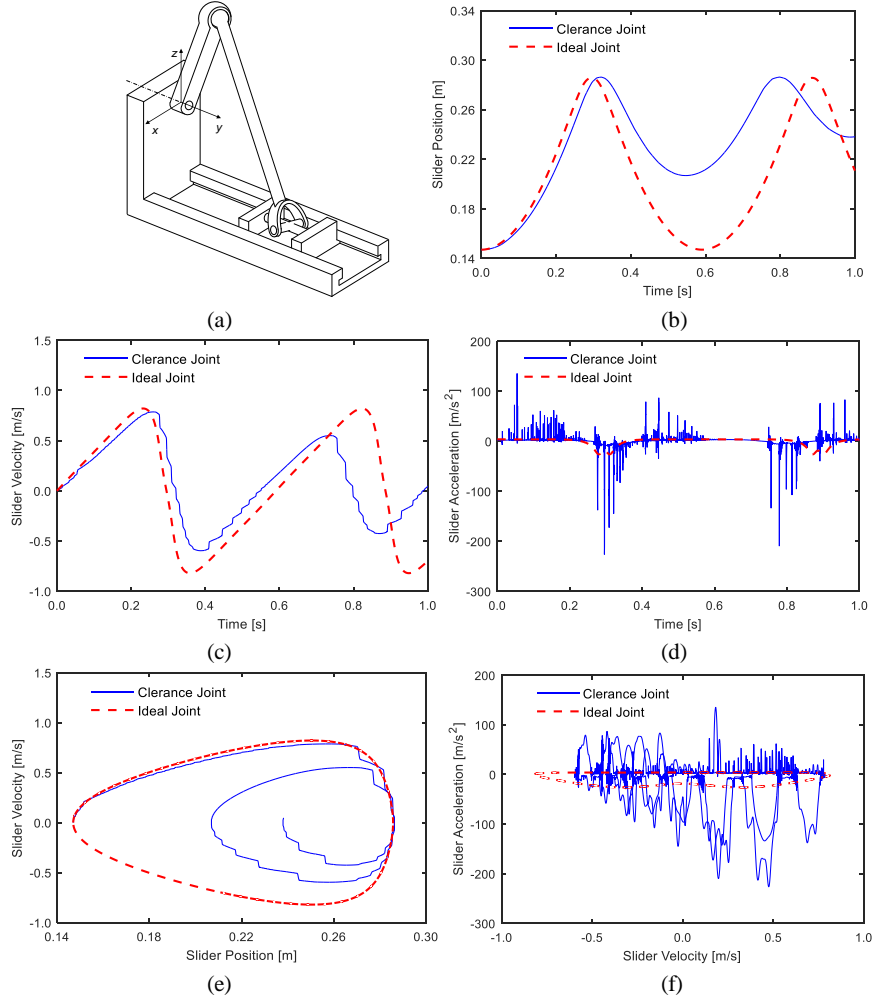 z
x
y
(a)
0.34
0.30
0.26
0.22
0.18
0.14
Slider Position [m]
Clerance Joint
Ideal Joint
0.0 0.2 0.4 0.6 0.8 1.0
Time [s]
(b)
1.5
1.0
0.5
0.0
-0.5
-1.0
Slider Velocity [m/s]
Clerance Joint
Ideal Joint
0.0 0.2 0.4 0.6 0.8 1.0
Time [s]
(c)
200
100
0
-100
-200
-300
Slider Acceleration [m/s²]
Clerance Joint
Ideal Joint
0.0 0.2 0.4 0.6 0.8 1.0
Time [s]
(d)
1.5
1.0
0.5
0.0
-0.5
-1.0
Slider Velocity [m/s]
Clerance Joint
Ideal Joint
0.14 0.18 0.22 0.26 0.30
Slider Position [m]
(e)
200
100
0
-100
-200
-300
Slider Acceleration [m/s²]
Clerance Joint
Ideal Joint
-1.0 -0.5 0.0 0.5 1.0
Slider Velocity [m/s]
(f)